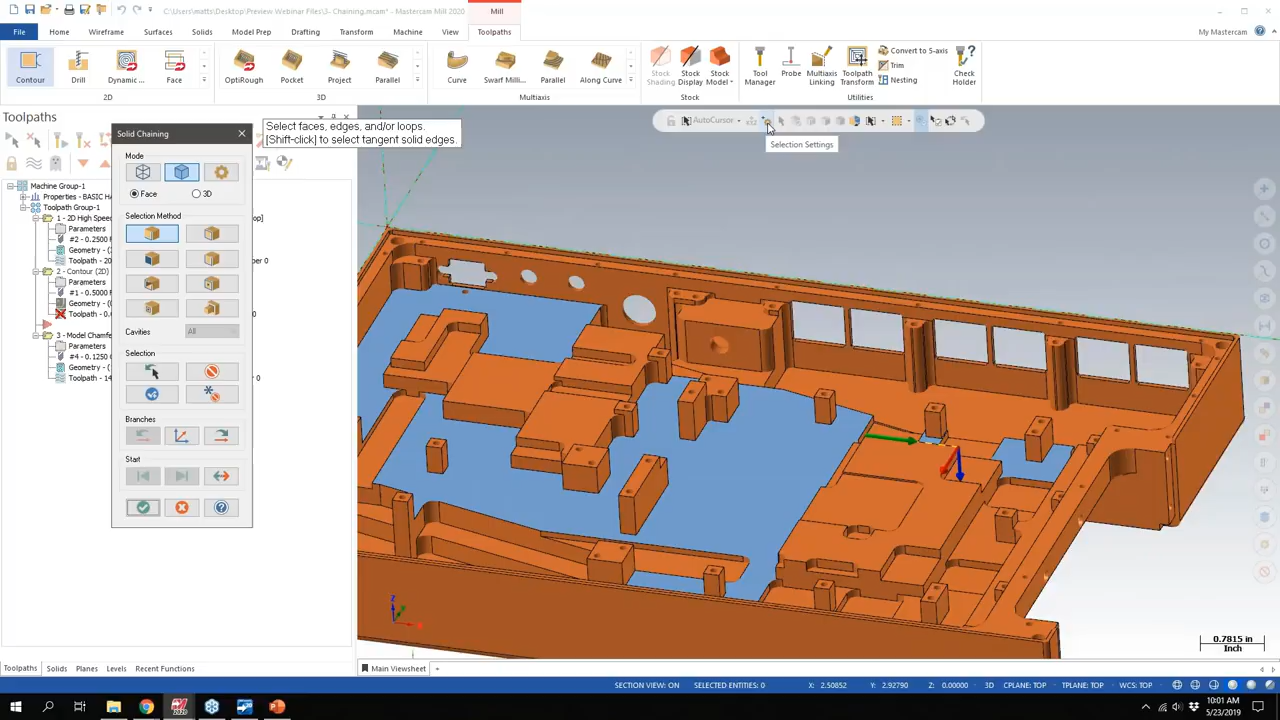 C:\Users\matts\Desktop\Preview-Webinar Files\3- Chaining.mcam* - Mastercam Mill 2020
Mill
File Home Wireframe Surfaces Solids Model Prep Drafting Transform Machine View Toolpaths
My Mastercam
Contour Drill Dynamic ... Face
2D
OptiRough Pocket Project Parallel
3D
Curve Swarf Milli... Parallel Along Curve
Multiaxis
Stock Shading Stock Display Stock Model
Stock
Tool Manager Probe Multiaxis Linking Toolpath Transform Convert to 5-axis Trim Nesting Check Holder
Utilities
Toolpaths
Select faces, edges, and/or loops.
[Shift-click] to select tangent solid edges.
AutoCursor
Selection Settings
Solid Chaining
Mode
Face 3D
Selection Method
Cavities All
Selection
Branches
Start
Machine Group-1
Properties - BASIC H
Toolpath Group-1
1 - 2D High Speed
op]
Parameters
#2 - 0.2500
Geometry -
Toolpath - 20
per 0
2 - Contour (2D)
Parameters
#1 - 0.5000
Geometry - (
Toolpath - 0.0
3 - Model Chamfe
Parameters
#4 - 0.1250
Geometry -
Toolpath - 14
r 0
Z
X
0.7815 in
Inch
Toolpaths Solids Planes Levels Recent Functions
Main Viewsheet +
SECTION VIEW: ON SELECTED ENTITIES: 0 X: 2.50852 Y: 2.92790 Z: 0.00000 3D CPLANE: TOP TPLANE: TOP WCS: TOP
10:01 AM
5/23/2019